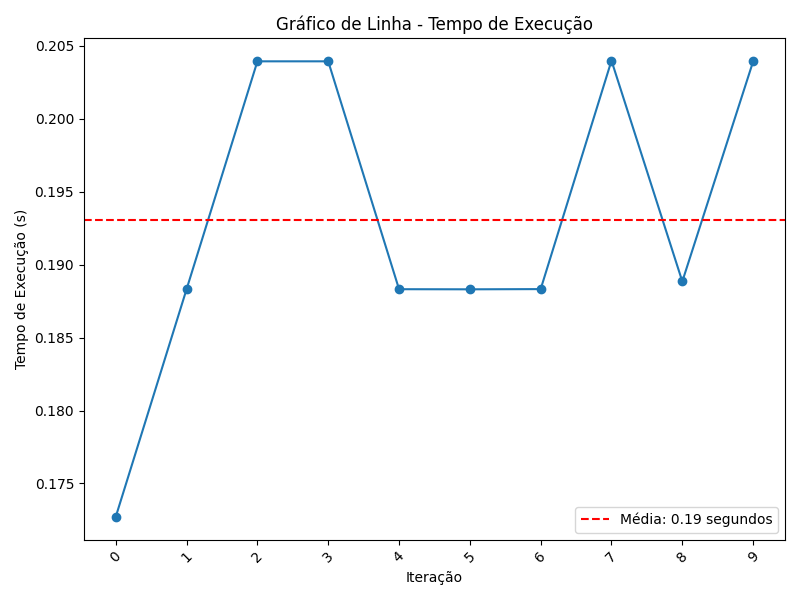 Gráfico de Linha - Tempo de Execução
Tempo de Execução (s)
0.205
0.200
0.195
0.190
0.185
0.180
0.175
Média: 0.19 segundos
0 1 2 3 4 5 6 7 8 9
Iteração